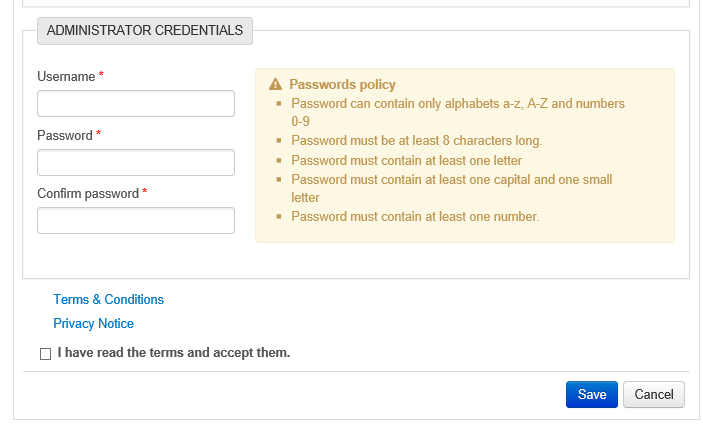 ADMINISTRATOR CREDENTIALS
Username *
Password *
Confirm password *
Passwords policy
Password can contain only alphabets a-z, A-Z and numbers
0-9
Password must be at least 8 characters long.
Password must contain at least one letter
Password must contain at least one capital and one small
letter
Password must contain at least one number.
Terms & Conditions
Privacy Notice
I have read the terms and accept them.
Save Cancel